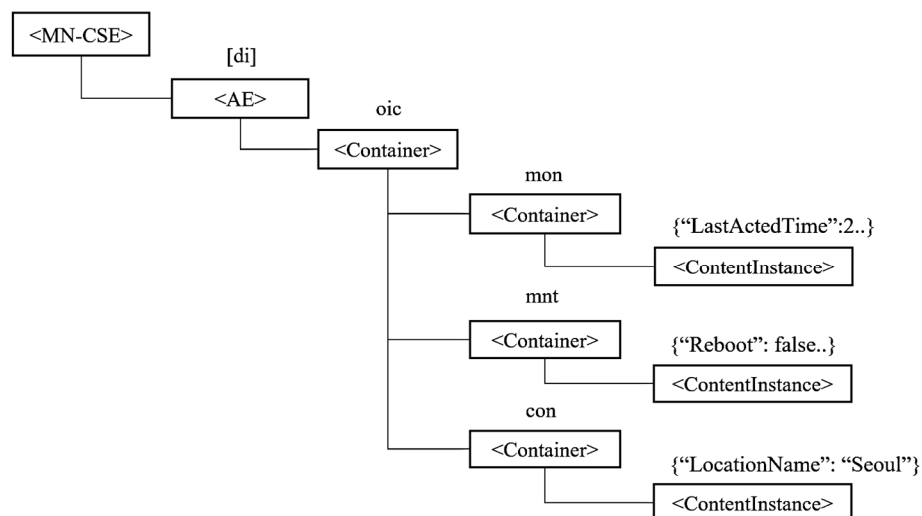 <MN-CSE>
[di]
<AE>
oic
<Container>
mon
<Container>
{“LastActedTime”:2..}
<ContentInstance>
mnt
<Container>
{“Reboot”: false..}
<ContentInstance>
con
<Container>
{“LocationName”: “Seoul”}
<ContentInstance>